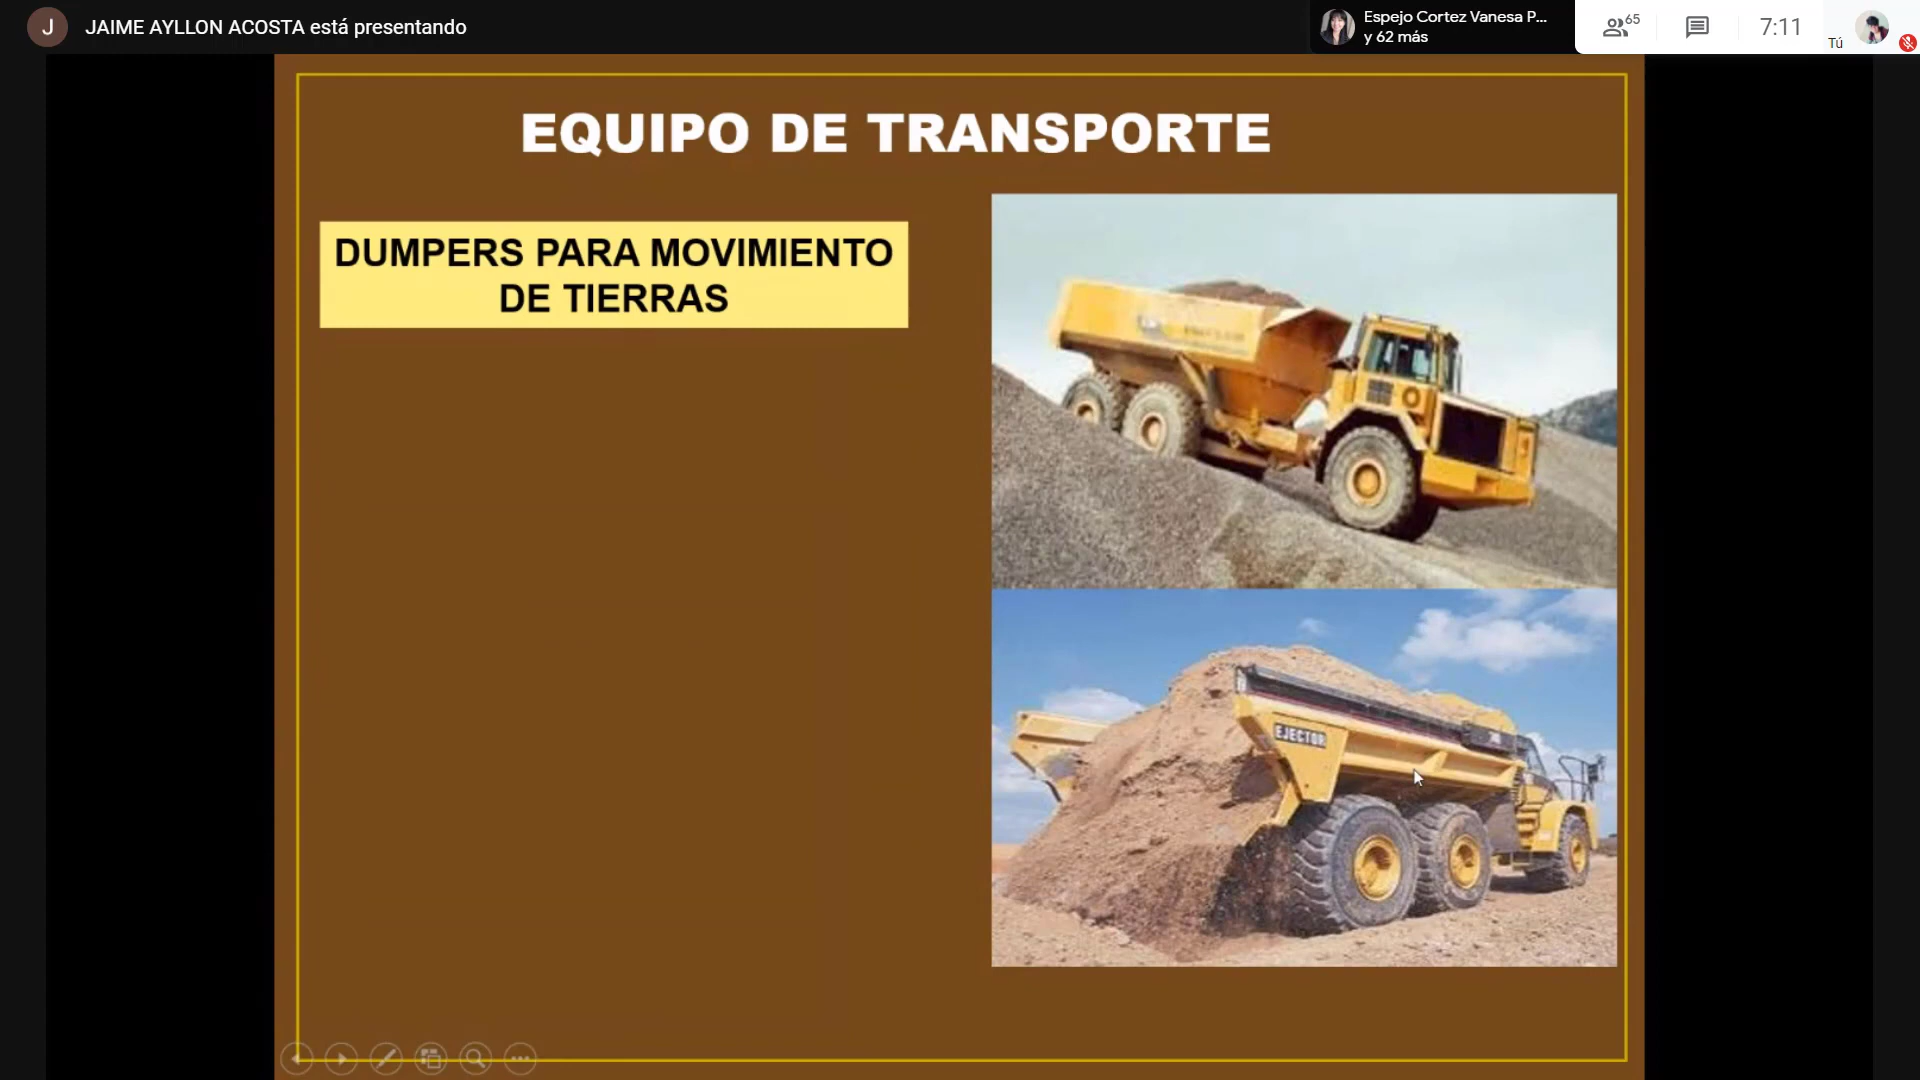 J
JAIME AYLLON ACOSTA está presentando
Espejo Cortez Vanesa P...
y 62 más
65
7:11
Tú
EQUIPO DE TRANSPORTE
DUMPERS PARA MOVIMIENTO
DE TIERRAS
EJECTOR